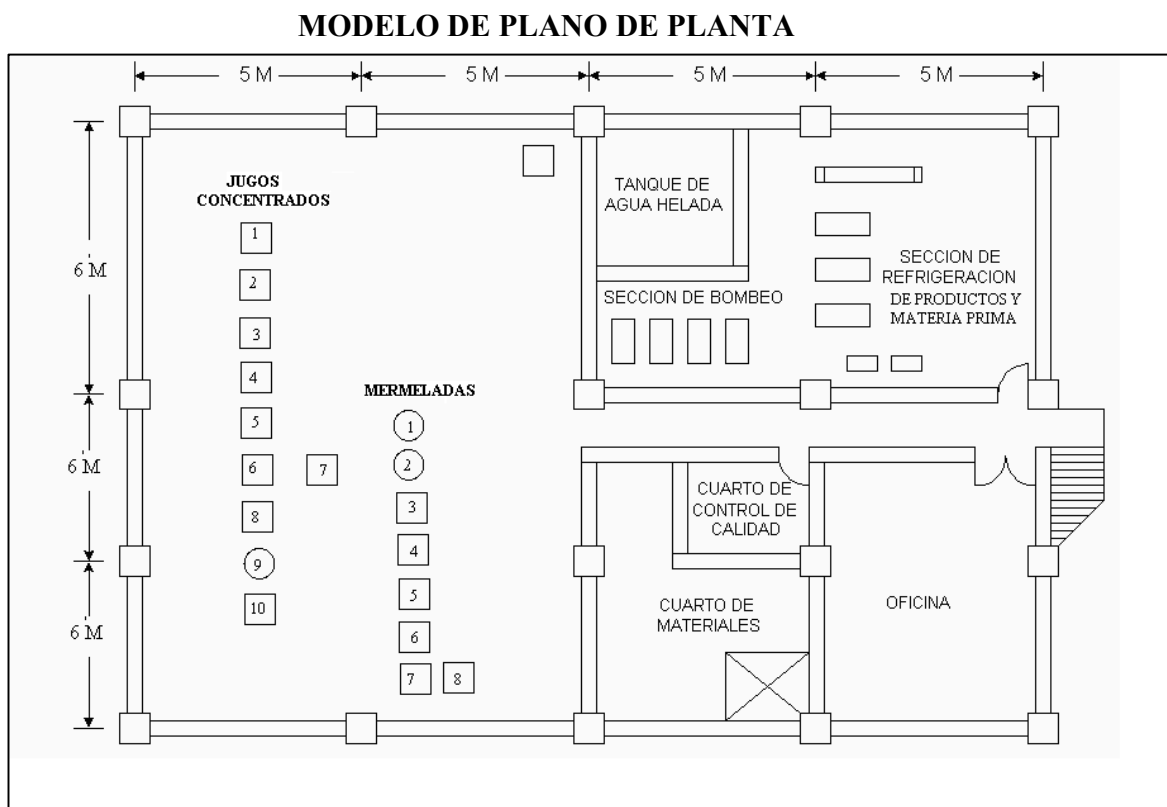 MODELO DE PLANO DE PLANTA
5 M
5 M
5 M
5 M
6 M
6 M
6 M
JUGOS
CONCENTRADOS
1
2
3
4
5
6
7
8
9
10
MERMELADAS
1
2
3
4
5
6
7
8
TANQUE DE
AGUA HELADA
SECCION DE BOMBEO
SECCION DE
REFRIGERACION
DE PRODUCTOS Y
MATERIA PRIMA
CUARTO DE
CONTROL DE
CALIDAD
CUARTO DE
MATERIALES
OFICINA